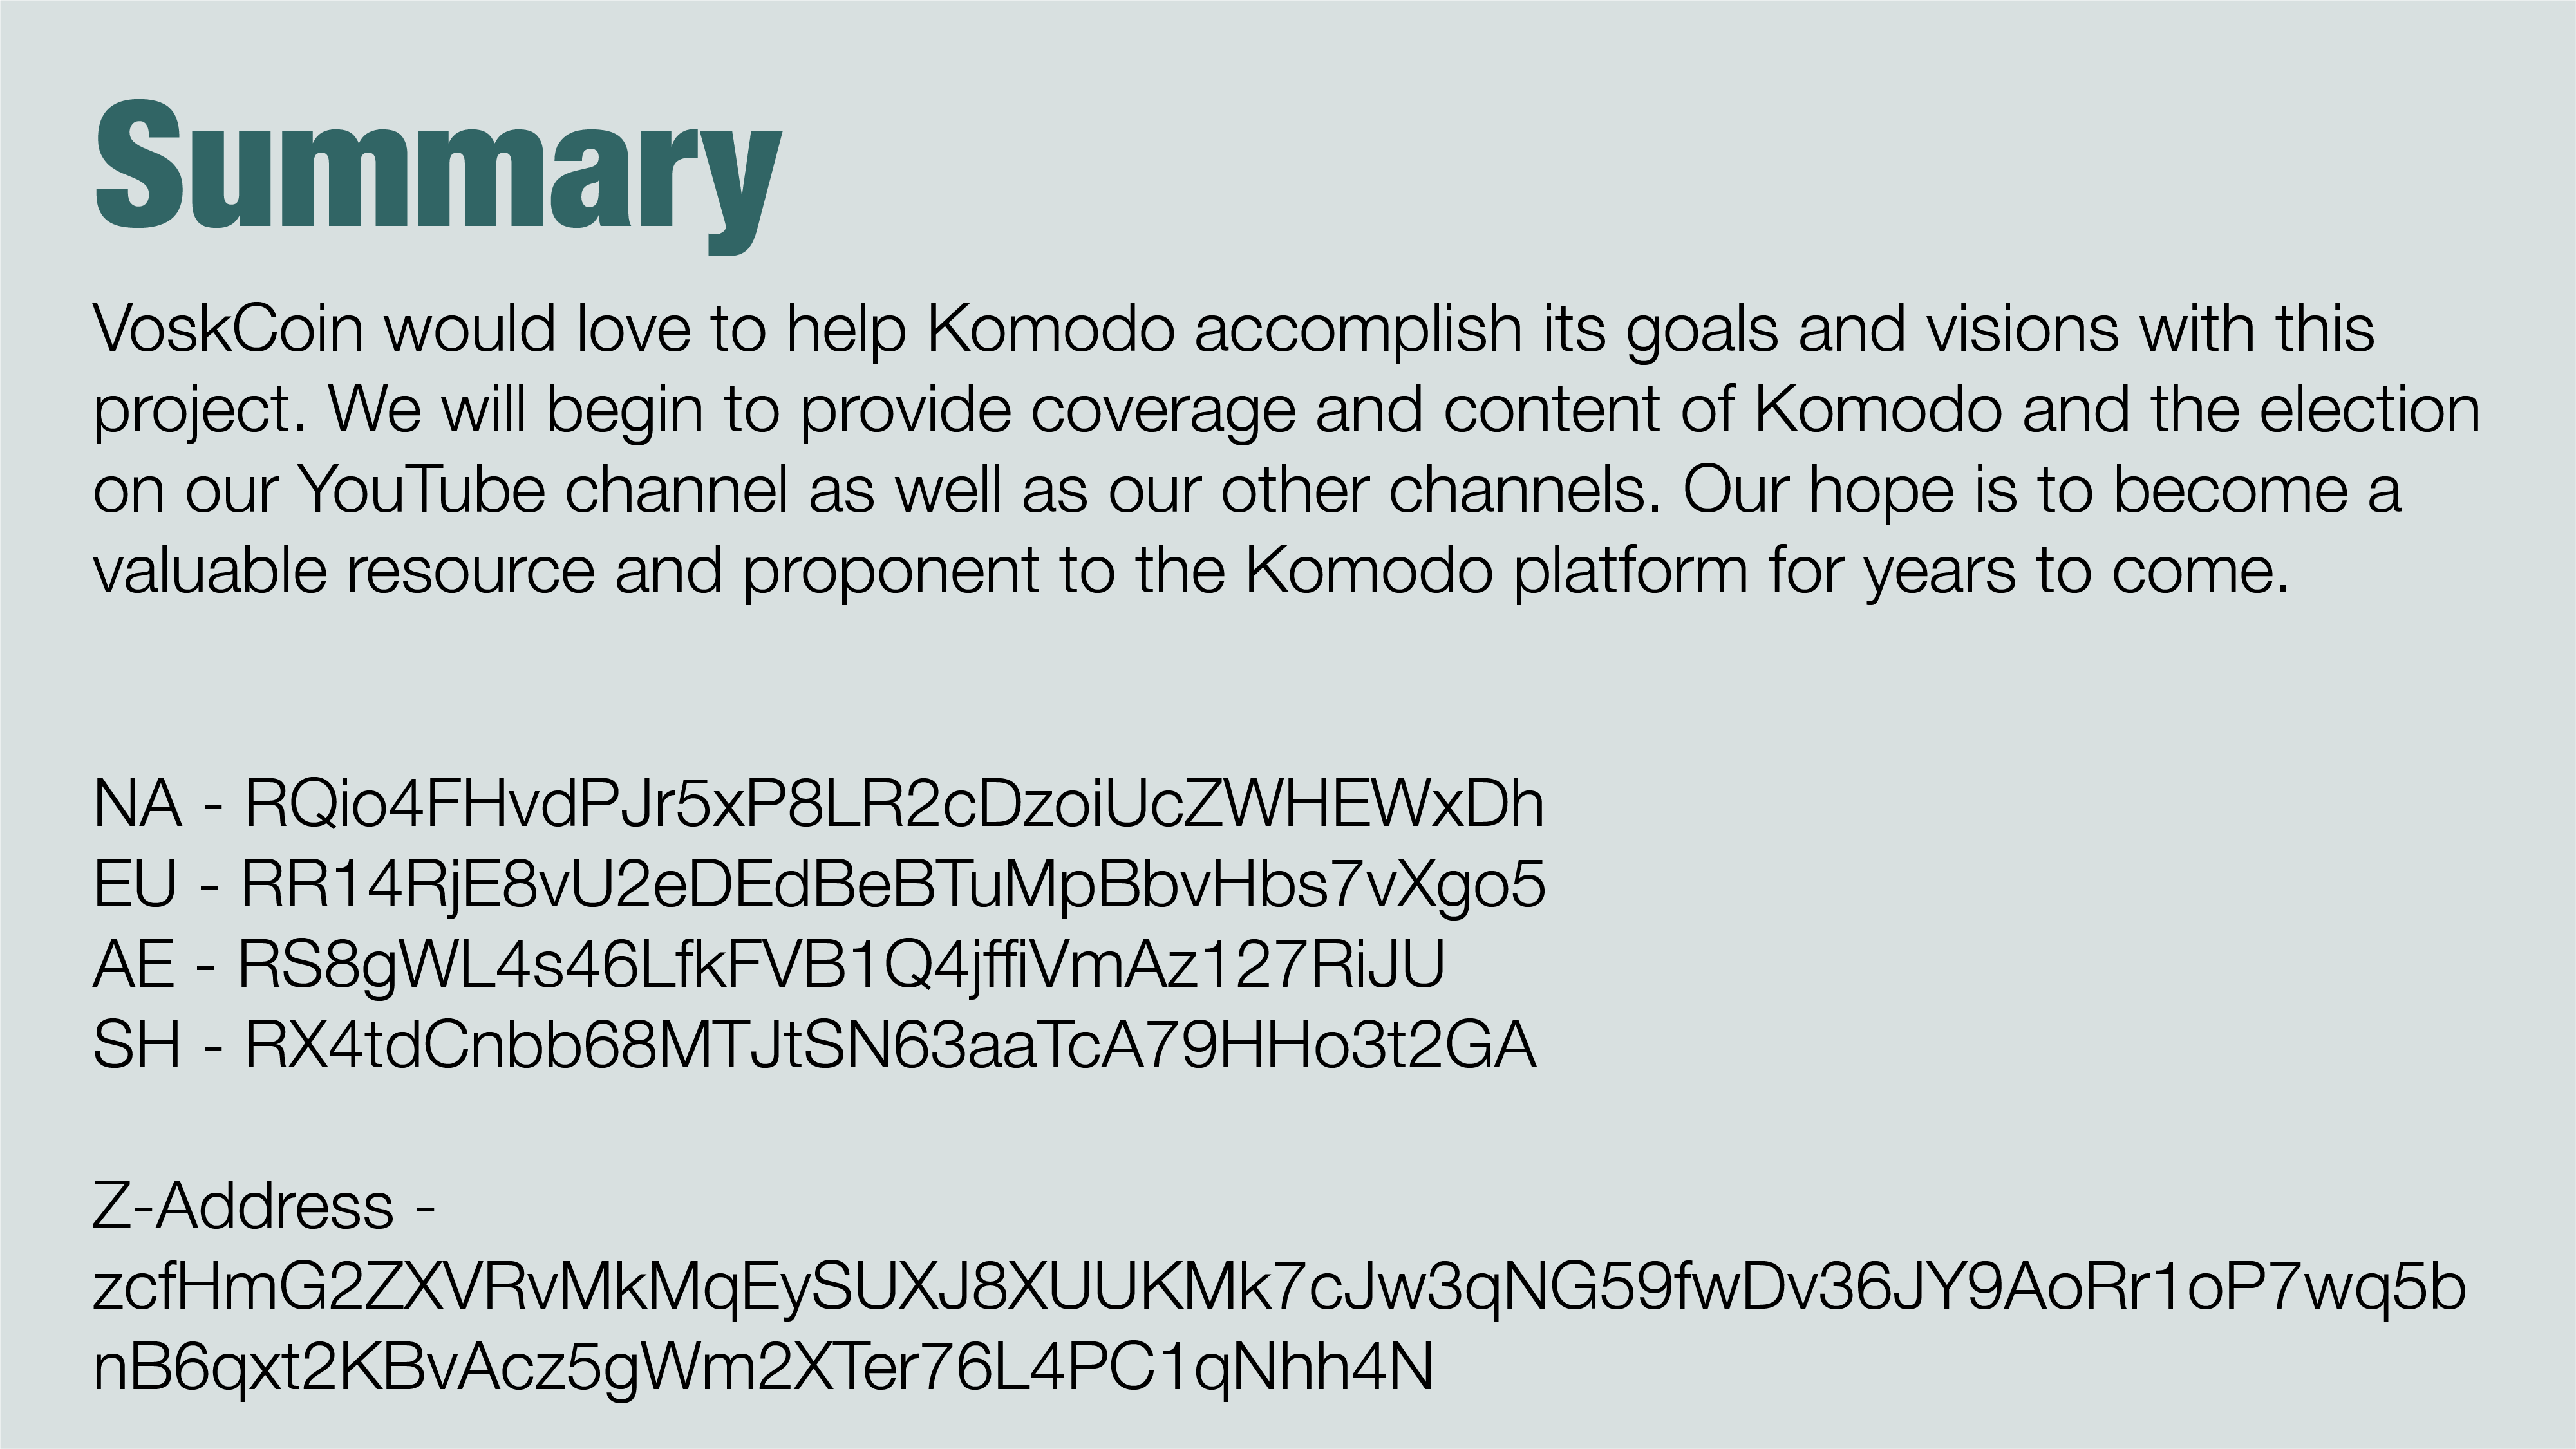 Summary
VoskCoin would love to help Komodo accomplish its goals and visions with this
project. We will begin to provide coverage and content of Komodo and the election
on our YouTube channel as well as our other channels. Our hope is to become a
valuable resource and proponent to the Komodo platform for years to come.
NA - RQio4FHvdPJr5xP8LR2cDzoiUcZWHEWxDh
EU - RR14RjE8vU2eDEdBeBTuMpBbvHbs7vXgo5
AE - RS8gWL4s46LfkFVB1Q4jffiVmAz127RiJU
SH - RX4tdCnbb68MTJtSN63aaTcA79HHo3t2GA
Z-Address -
zcfHmG2ZXVRvMkMqEySUXJ8XUUKMk7cJw3qNG59fwDv36JY9AoRr1oP7wq5b
nB6qxt2KBvAcz5gWm2XTer76L4PC1qNhh4N